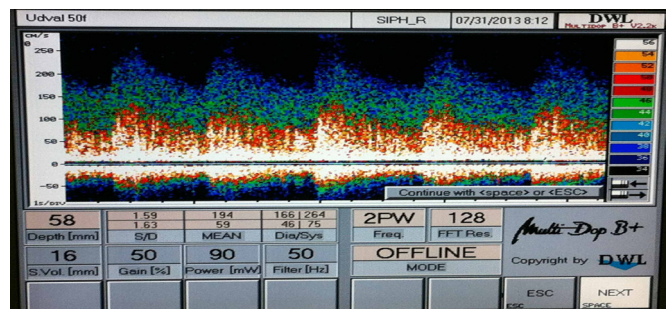 Udval 50f
SIPH_R
07/31/2013 8:12
DWL
MULTIDOP B+ V2.2k
CM/S
0
250
200
150
100
50
0
-50
1s/DIV
56
54
52
50
48
46
44
42
40
38
36
34
Continue with <space> or <ESC>
58
Depth [mm]
1.59
1.63
S/D
194
59
MEAN
166 | 264
46 | 75
Dia/Sys
2PW
Freq.
128
FFT Res.
Multi Dop B+
16
S.Vol. [mm]
50
Gain [%]
90
Power [mW]
50
Filter [Hz]
OFFLINE
MODE
Copyright by DWL
ESC
ESC
NEXT
SPACE